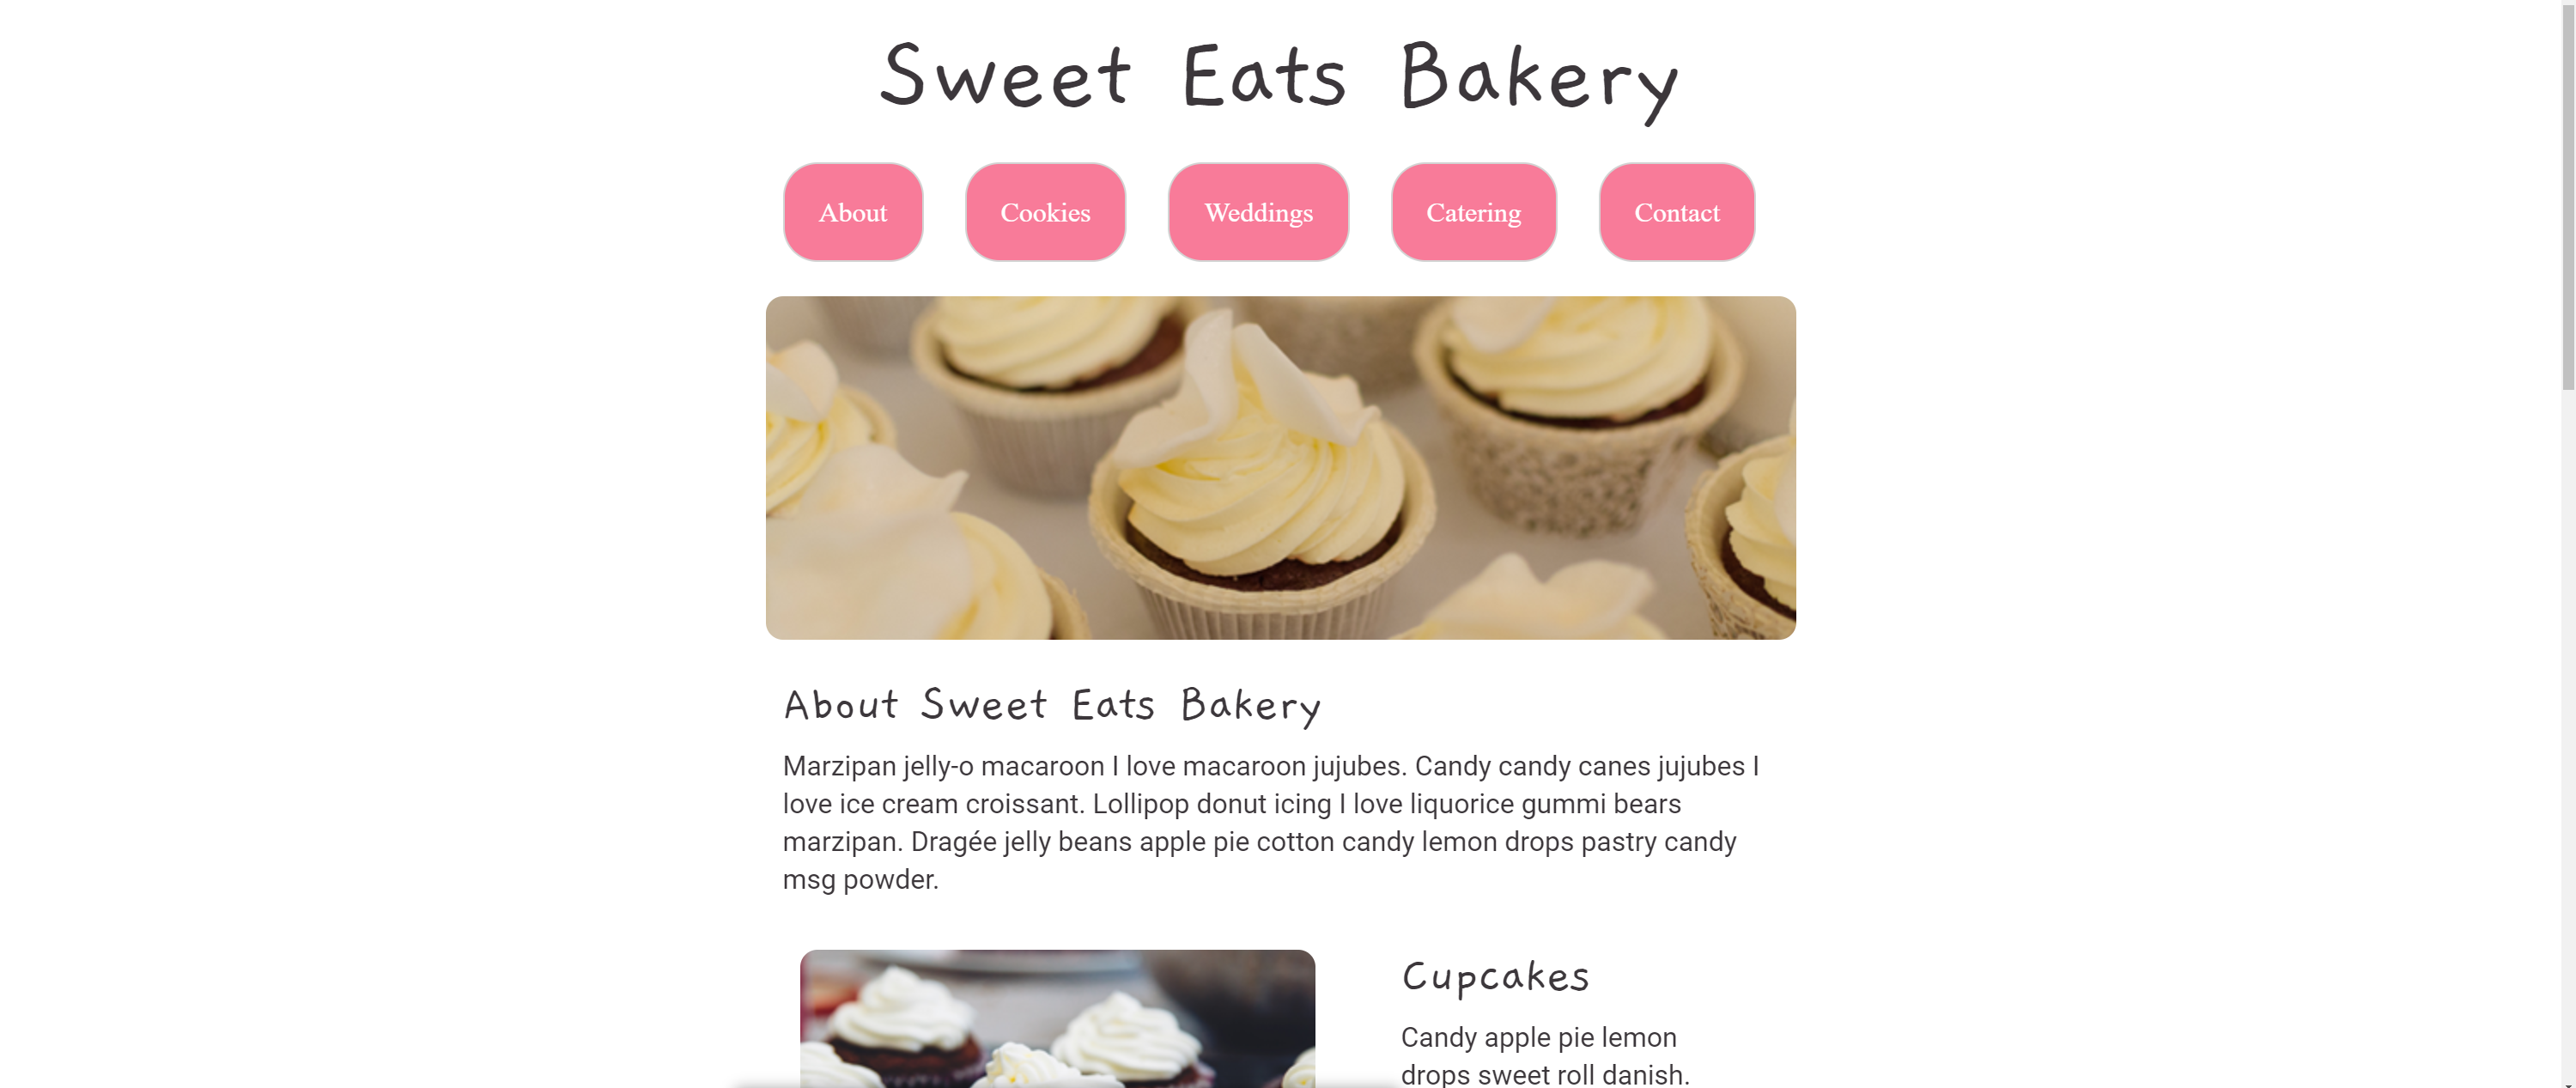 Sweet Eats Bakery
About
Cookies
Weddings
Catering
Contact
About Sweet Eats Bakery
Marzipan jelly-o macaroon I love macaroon jujubes. Candy candy canes jujubes I
love ice cream croissant. Lollipop donut icing I love liquorice gummi bears
marzipan. Dragée jelly beans apple pie cotton candy lemon drops pastry candy
msg powder.
Cupcakes
Candy apple pie lemon
drops sweet roll danish.